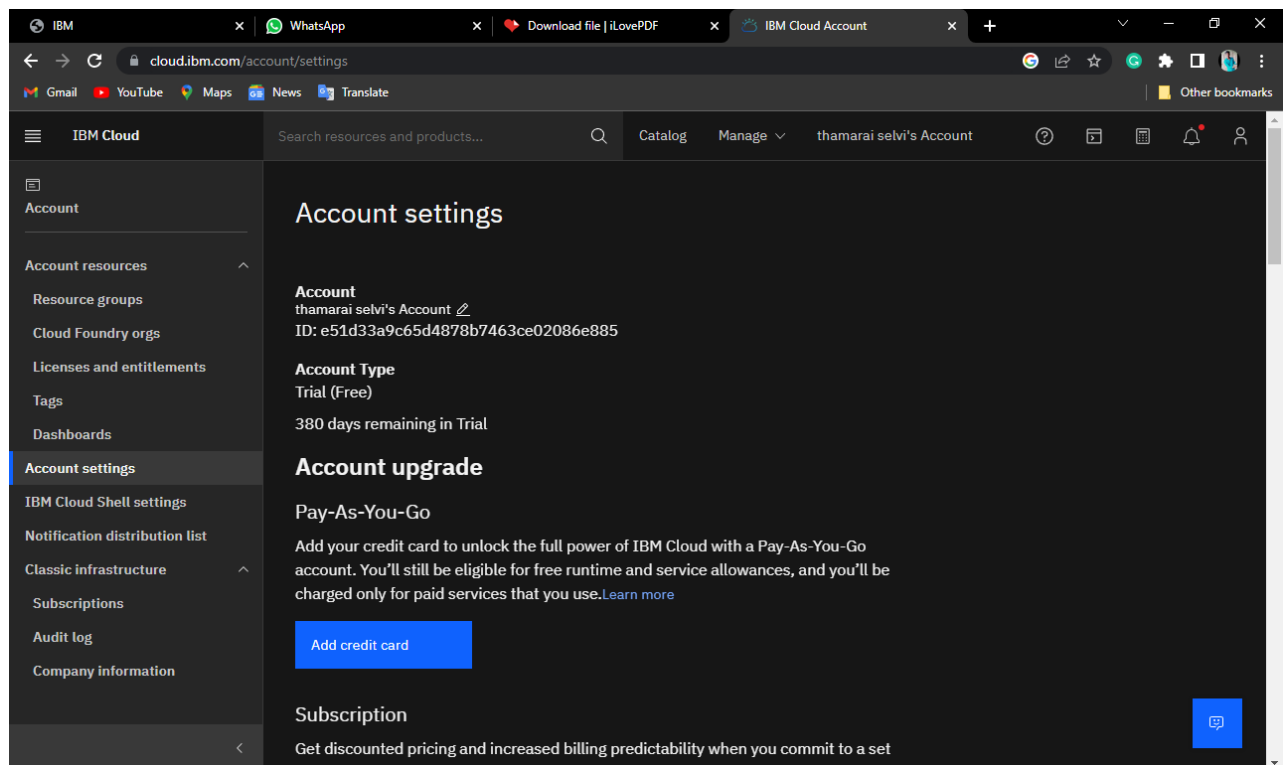 IBM
WhatsApp
Download file | iLovePDF
IBM Cloud Account
cloud.ibm.com/account/settings
Gmail
YouTube
Maps
News
Translate
Other bookmarks
IBM Cloud
Search resources and products...
Catalog
Manage
thamarai selvi's Account
Account
Account resources
Resource groups
Cloud Foundry orgs
Licenses and entitlements
Tags
Dashboards
Account settings
IBM Cloud Shell settings
Notification distribution list
Classic infrastructure
Subscriptions
Audit log
Company information
Account settings
Account
thamarai selvi's Account
ID: e51d33a9c65d4878b7463ce02086e885
Account Type
Trial (Free)
380 days remaining in Trial
Account upgrade
Pay-As-You-Go
Add your credit card to unlock the full power of IBM Cloud with a Pay-As-You-Go
account. You’ll still be eligible for free runtime and service allowances, and you’ll be
charged only for paid services that you use.Learn more
Add credit card
Subscription
Get discounted pricing and increased billing predictability when you commit to a set